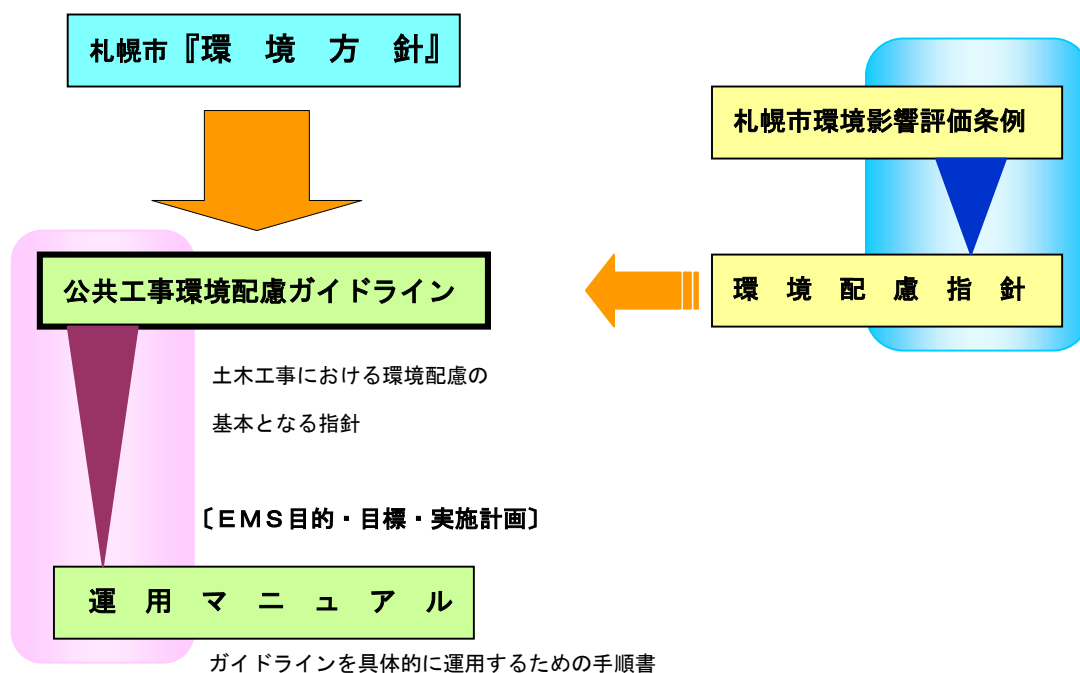 札幌市『環　境　方　針』
札幌市環境影響評価条例
環　境　配　慮　指　針
公共工事環境配慮ガイドライン
土木工事における環境配慮の
基本となる指針
〔ＥＭＳ目的・目標・実施計画〕
運　用　マ　ニ　ュ　ア　ル
ガイドラインを具体的に運用するための手順書